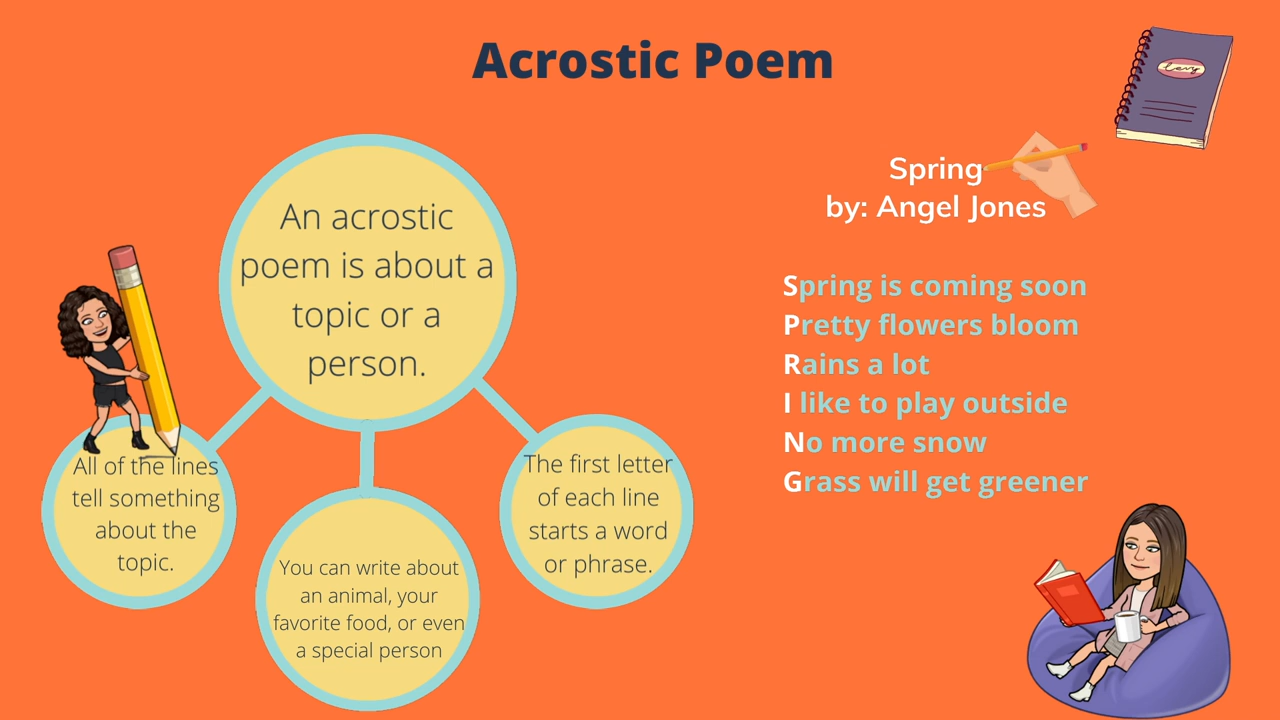 Acrostic Poem
An acrostic
poem is about a
topic or a
person.
All of the lines
tell something
about the
topic.
You can write about
an animal, your
favorite food, or even
a special person
The first letter
of each line
starts a word
or phrase.
Spring
by: Angel Jones
Spring is coming soon
Pretty flowers bloom
Rains a lot
I like to play outside
No more snow
Grass will get greener